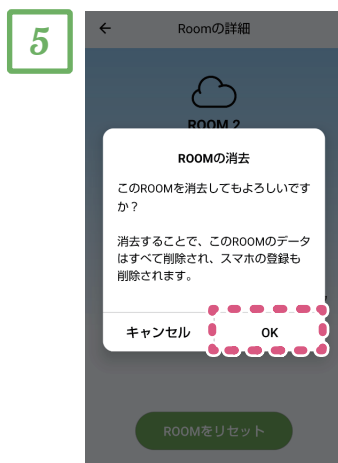 5
← Roomの詳細
ROOM 2
ROOMの消去
このROOMを消去してもよろしいです
か？
消去することで、このROOMのデータ
はすべて削除され、スマホの登録も
削除されます。
キャンセル OK
ROOMをリセット